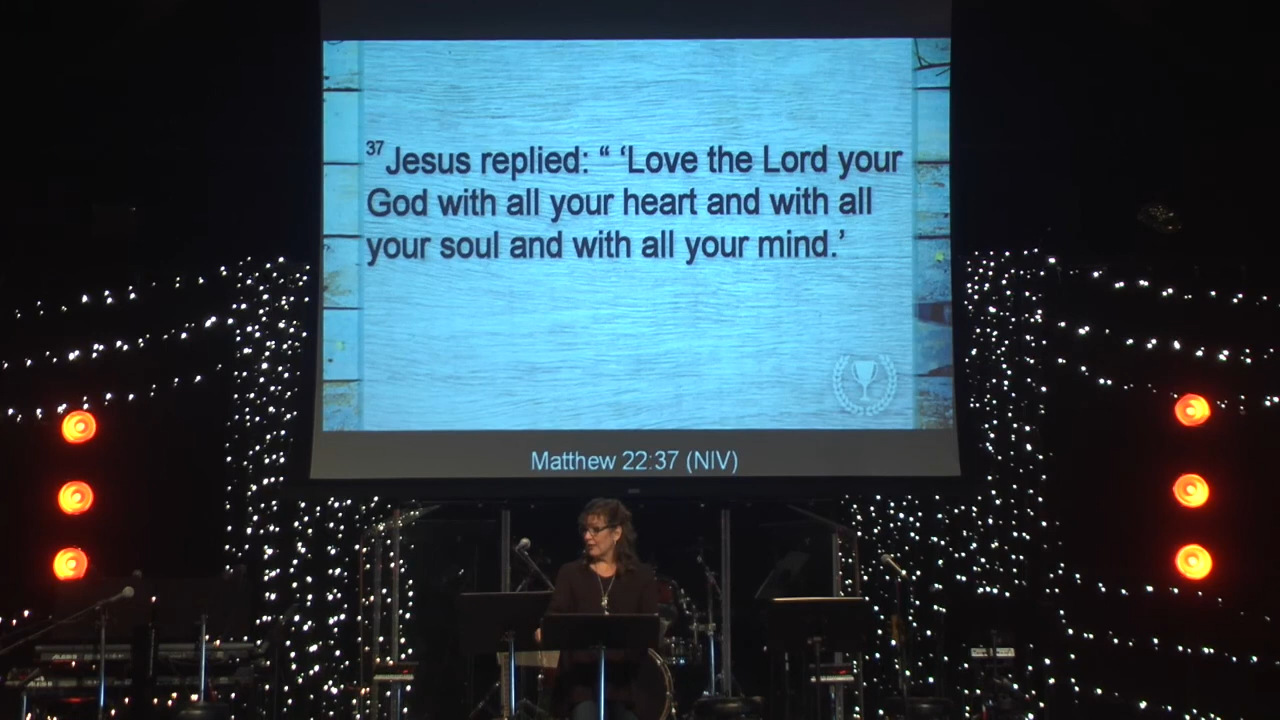 37 Jesus replied: “ ‘Love the Lord your
God with all your heart and with all
your soul and with all your mind.’
Matthew 22:37 (NIV)